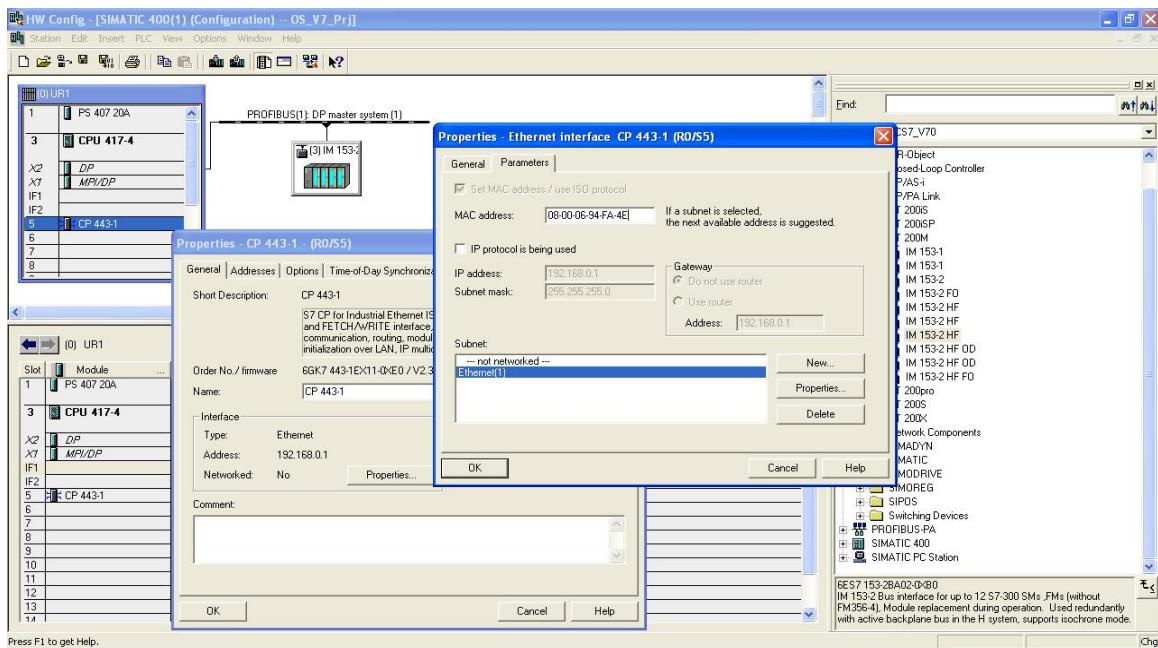 HW Config - [SIMATIC 400(1) (Configuration) -- OS_V7_Prj]
Station Edit Insert PLC View Options Window Help
(0) UR1
1 PS 407 20A
3 CPU 417-4
X2 DP
X1 MPI/DP
IF1
IF2
5 CP 443-1
6
7
8
PROFIBUS(1): DP master system (1)
(3) IM 153-2
(0) UR1
Slot Module ...
1 PS 407 20A
3 CPU 417-4
X2 DP
X1 MPI/DP
IF1
IF2
5 CP 443-1
6
7
8
9
10
11
12
13
14
Properties - CP 443-1 - (R0/S5)
General Addresses Options Time-of-Day Synchroniza
Short Description: CP 443-1
S7 CP for Industrial Ethernet IS
and FETCH/WRITE interface,
communication, routing, modul
initialization over LAN, IP multic
Order No./ firmware 6GK7 443-1EX11-0XE0 / V2.3
Name: CP 443-1
Interface
Type: Ethernet
Address: 192.168.0.1
Networked: No
Properties...
Comment:
OK Cancel Help
Properties - Ethernet interface CP 443-1 (R0/S5)
General Parameters
Set MAC address / use ISO protocol
MAC address: 08-00-06-94-FA-4E
If a subnet is selected,
the next available address is suggested.
IP protocol is being used
IP address: 192.168.0.1
Subnet mask: 255.255.255.0
Gateway
Do not use router
Use router
Address: 192.168.0.1
Subnet:
--- not networked ---
Ethernet(1)
New...
Properties...
Delete
OK Cancel Help
Find:
CS7_V70
R-Object
osed-Loop Controller
P/AS-i
P/PA Link
T 200iS
T 200iSP
T 200M
IM 153-1
IM 153-1
IM 153-2
IM 153-2 FO
IM 153-2 HF
IM 153-2 HF
IM 153-2 HF
IM 153-2 HF OD
IM 153-2 HF OD
IM 153-2 HF FO
T 200pro
T 200S
T 200X
etwork Components
MADYN
MATIC
MODRIVE
SIMOREG
SIPOS
Switching Devices
PROFIBUS-PA
SIMATIC 400
SIMATIC PC Station
6ES7 153-2BA02-0XB0
IM 153-2 Bus interface for up to 12 S7-300 SMs ,FMs (without
FM356-4), Module replacement during operation. Used redundantly
with active backplane bus in the H system, supports isochrone mode.
Press F1 to get Help.
Chg